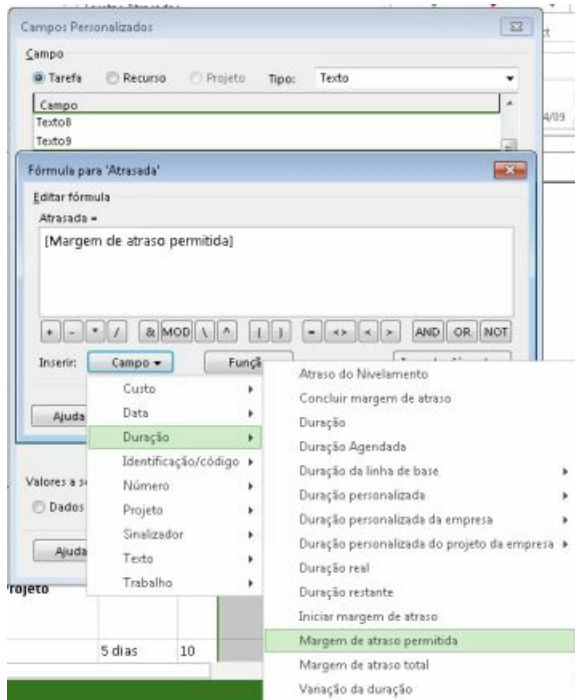 Campos Personalizados
Campo
Tarefa Recurso Projeto Tipo: Texto
Campo
Texto8
Texto9
4/09
Fórmula para 'Atrasada'
Editar fórmula
Atrasada =
[Margem de atraso permitida]
+ - * / & MOD \ ^ ( ) = <> < > AND OR NOT
Inserir: Campo Funçã
Custo
Data
Duração
Identificação/código
Número
Projeto
Sinalizador
Texto
Trabalho
Ajuda
Valores a s
Dados
Ajuda
Atraso do Nivelamento
Concluir margem de atraso
Duração
Duração Agendada
Duração da linha de base
Duração personalizada
Duração personalizada da empresa
Duração personalizada do projeto da empresa
Duração real
Duração restante
Iniciar margem de atraso
Margem de atraso permitida
Margem de atraso total
Variação da duração
rojeto
5 dias 10